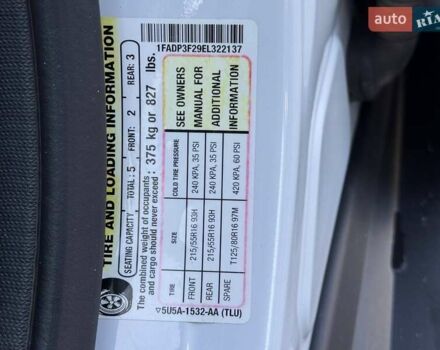 auto RIA
TIRE AND LOADING INFORMATION
SEATING CAPACITY TOTAL: 5 FRONT: 2 REAR: 3
The combined weight of occupants
and cargo should never exceed: 375 kg or 827 lbs.
1FADP3F29EL322137
TIRE SIZE COLD TIRE PRESSURE SEE OWNERS
FRONT 215/55R16 93H 240 KPA, 35 PSI MANUAL FOR
REAR 215/55R16 93H 240 KPA, 35 PSI ADDITIONAL
SPARE T125/80R16 97M 420 KPA, 60 PSI INFORMATION
▽5U5A-1532-AA (TLU)